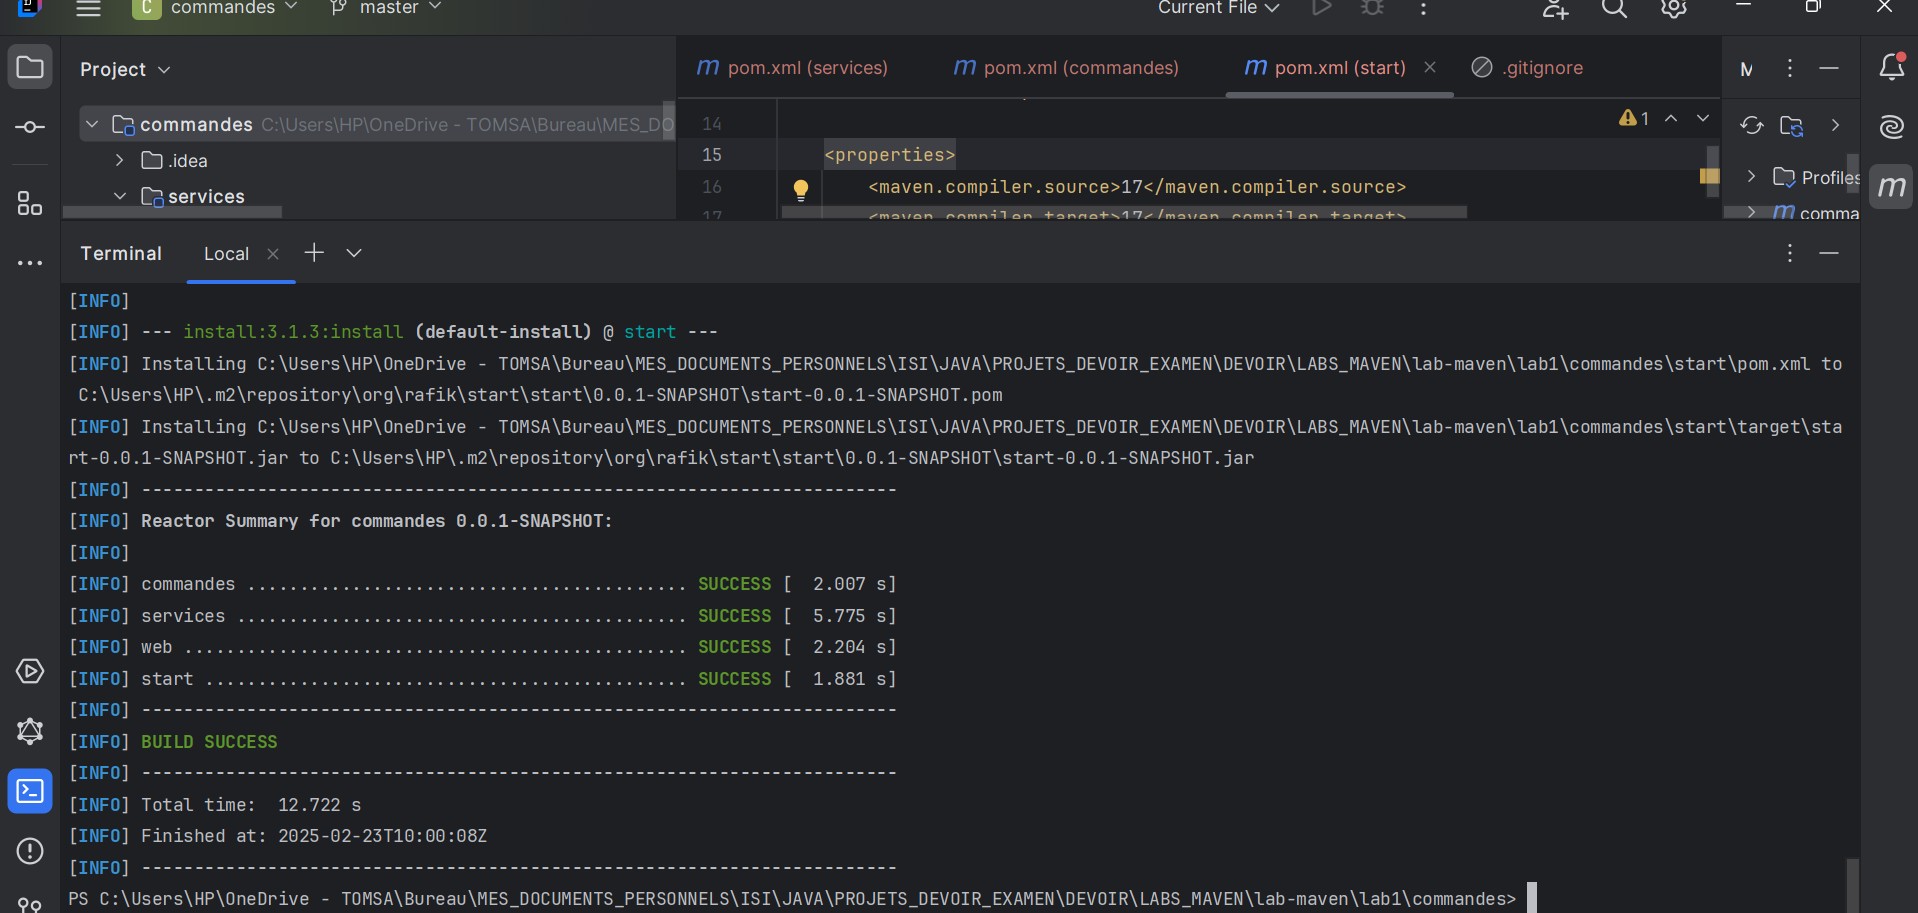 C commandes master Current File
Project
pom.xml (services) pom.xml (commandes) pom.xml (start) .gitignore
commandes C:\Users\HP\OneDrive - TOMSA\Bureau\MES_DO
.idea
services
14
15 <properties>
16 <maven.compiler.source>17</maven.compiler.source>
17 <maven.compiler.target>17</maven.compiler.target>
1
M
Profiles
comma
Terminal Local
[INFO]
[INFO] --- install:3.1.3:install (default-install) @ start ---
[INFO] Installing C:\Users\HP\OneDrive - TOMSA\Bureau\MES_DOCUMENTS_PERSONNELS\ISI\JAVA\PROJETS_DEVOIR_EXAMEN\DEVOIR\LABS_MAVEN\lab-maven\lab1\commandes\start\pom.xml to
C:\Users\HP\.m2\repository\org\rafik\start\start\0.0.1-SNAPSHOT\start-0.0.1-SNAPSHOT.pom
[INFO] Installing C:\Users\HP\OneDrive - TOMSA\Bureau\MES_DOCUMENTS_PERSONNELS\ISI\JAVA\PROJETS_DEVOIR_EXAMEN\DEVOIR\LABS_MAVEN\lab-maven\lab1\commandes\start\target\sta
rt-0.0.1-SNAPSHOT.jar to C:\Users\HP\.m2\repository\org\rafik\start\start\0.0.1-SNAPSHOT\start-0.0.1-SNAPSHOT.jar
[INFO] ------------------------------------------------------------------------
[INFO] Reactor Summary for commandes 0.0.1-SNAPSHOT:
[INFO]
[INFO] commandes .......................................... SUCCESS [  2.007 s]
[INFO] services ........................................... SUCCESS [  5.775 s]
[INFO] web ................................................ SUCCESS [  2.204 s]
[INFO] start .............................................. SUCCESS [  1.881 s]
[INFO] ------------------------------------------------------------------------
[INFO] BUILD SUCCESS
[INFO] ------------------------------------------------------------------------
[INFO] Total time:  12.722 s
[INFO] Finished at: 2025-02-23T10:00:08Z
[INFO] ------------------------------------------------------------------------
PS C:\Users\HP\OneDrive - TOMSA\Bureau\MES_DOCUMENTS_PERSONNELS\ISI\JAVA\PROJETS_DEVOIR_EXAMEN\DEVOIR\LABS_MAVEN\lab-maven\lab1\commandes>